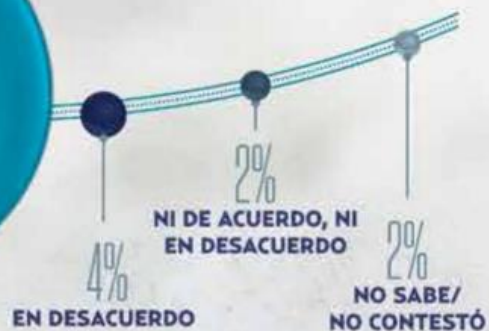 4%
EN DESACUERDO
2%
NI DE ACUERDO, NI
EN DESACUERDO
2%
NO SABE/
NO CONTESTÓ